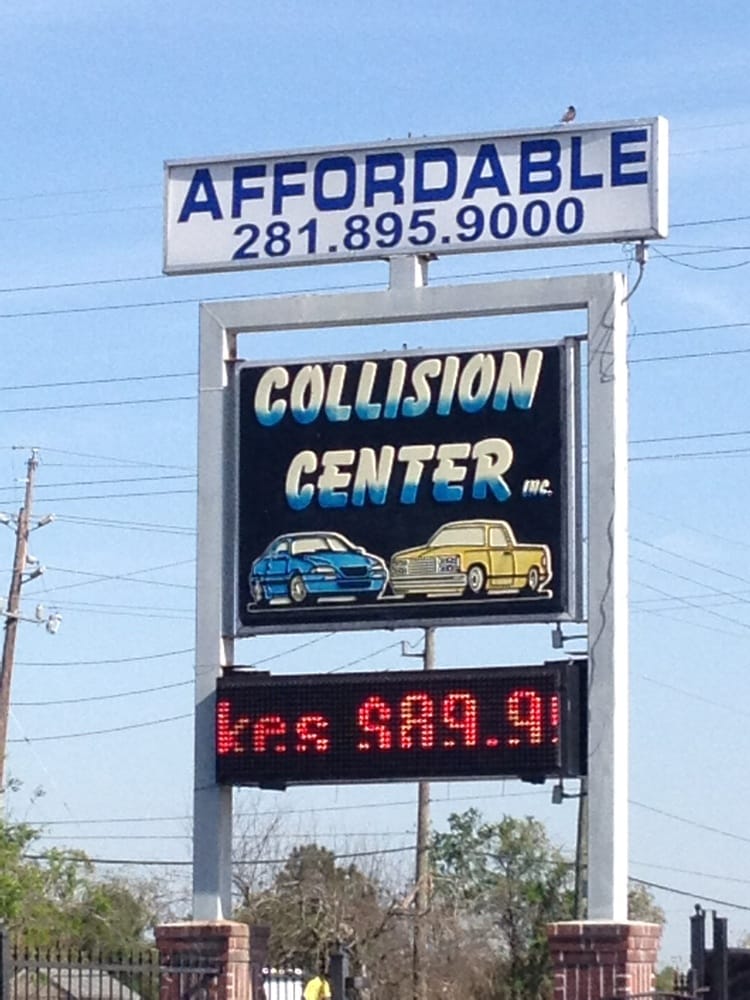 AFFORDABLE
281.895.9000
COLLISION
CENTER INC.
kes $89.9